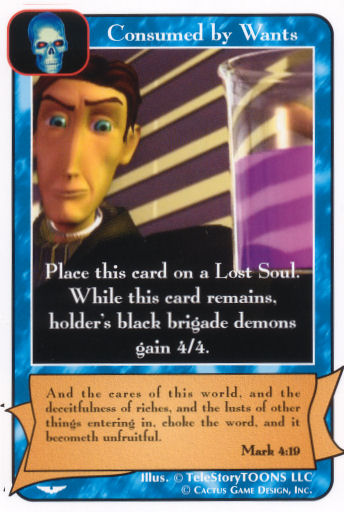 Consumed by Wants
Place this card on a Lost Soul.
While this card remains,
holder's black brigade demons
gain 4/4.
And the cares of this world, and the
deceitfulness of riches, and the lusts of other
things entering in, choke the word, and it
becometh unfruitful.
Mark 4:19
Illus. © TeleStoryTOONS LLC
© Cactus Game Design, Inc.